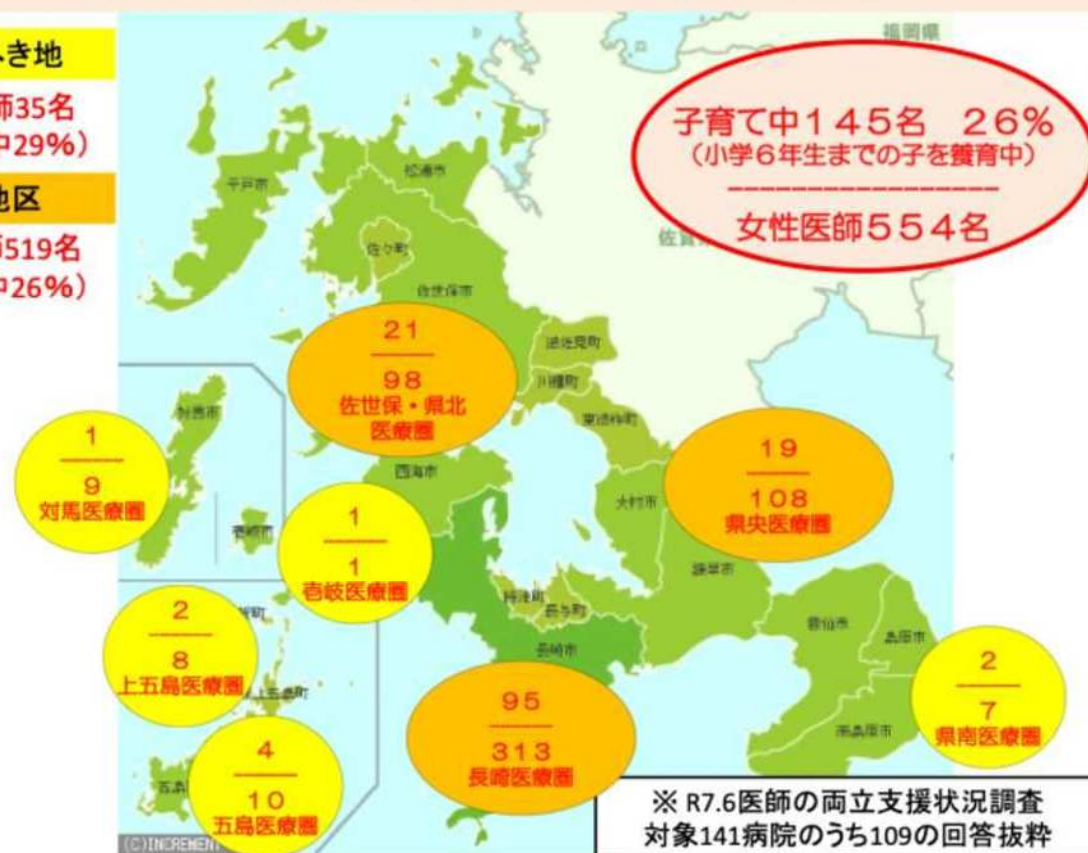 き地
師35名
中29%）
地区
師519名
中26%）
福岡県
子育て中１４５名　２６%
（小学６年生までの子を養育中）
女性医師５５４名
平戸市
松浦市
佐々町
佐世保市
波佐見町
川棚町
東彼杵町
２１
９８
佐世保・県北
医療圏
対馬市
１
９
対馬医療圏
西海市
大村市
１９
１０８
県央医療圏
壱岐市
１
１
壱岐医療圏
諫早市
時津町
長与町
長崎市
雲仙市
島原市
南島原市
２
８
上五島医療圏
９５
３１３
長崎医療圏
２
７
県南医療圏
４
１０
五島医療圏
※ R7.6医師の両立支援状況調査
対象141病院のうち109の回答抜粋
(C)INCREMENT